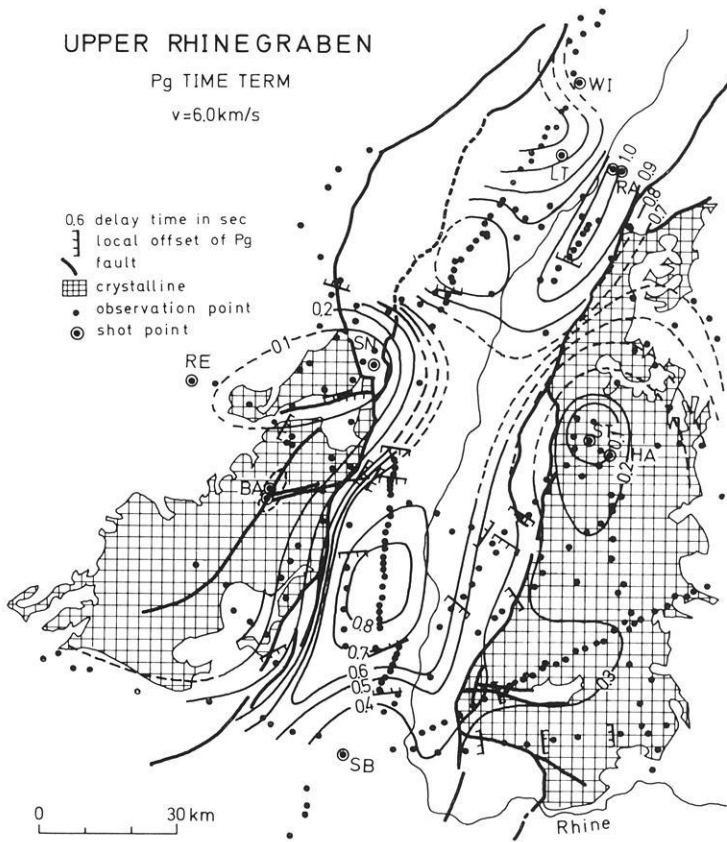 UPPER RHINEGRABEN
Pg TIME TERM
v=6.0km/s
0.6 delay time in sec
local offset of Pg
fault
crystalline
observation point
shot point
WI
LT
1.0
0.9
RA
0.8
0.7
0.2
0.1
SN
RE
ST
0.1
HA
0.2
BA
0.8
0.7
0.6
0.5
0.4
0.3
SB
0 30 km
Rhine